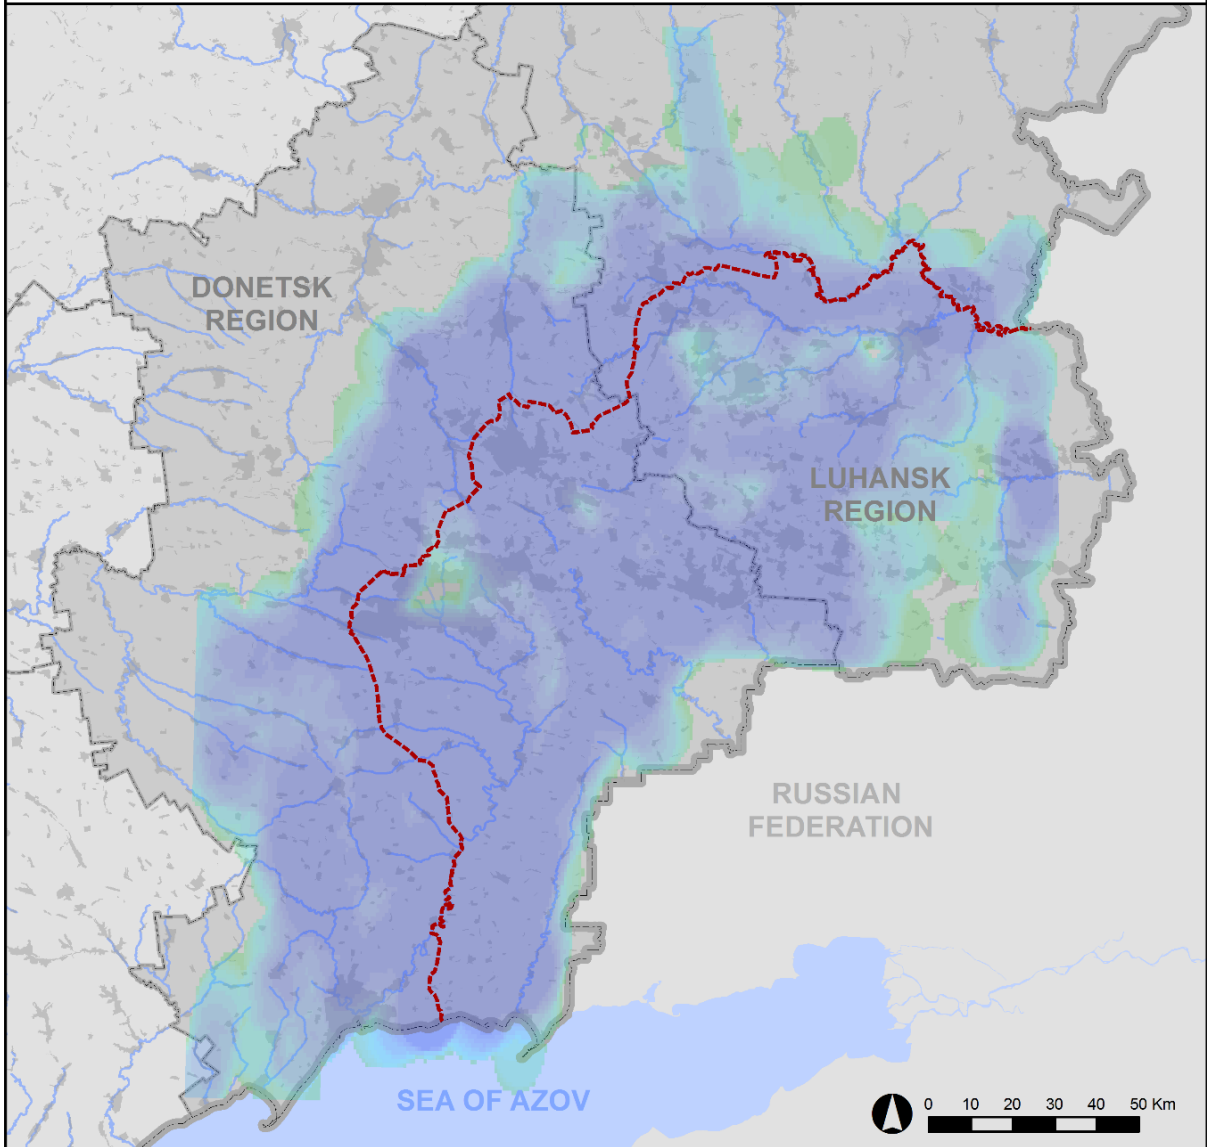 DONETSK
REGION
LUHANSK
REGION
RUSSIAN
FEDERATION
SEA OF AZOV
0 10 20 30 40 50 Km